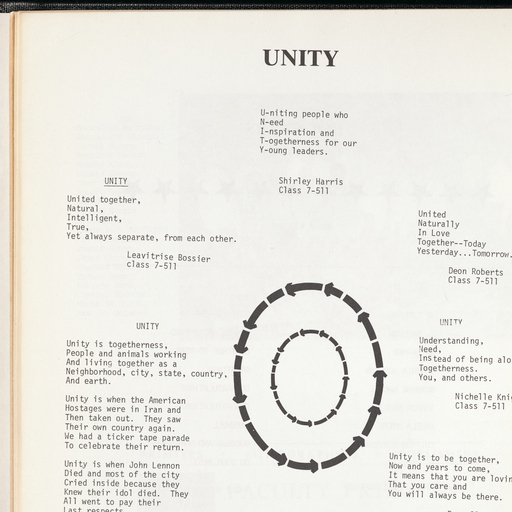 UNITY
U-niting people who
N-eed
I-nspiration and
T-ogetherness for our
Y-oung leaders.
Shirley Harris
Class 7-511
UNITY
United together,
Natural,
Intelligent,
True,
Yet always separate, from each other.
Leavitrise Bossier
class 7-511
United
Naturally
In Love
Together--Today
Yesterday...Tomorrow.
Deon Roberts
Class 7-511
UNITY
Unity is togetherness,
People and animals working
And living together as a
Neighborhood, city, state, country,
And earth.
Unity is when the American
Hostages were in Iran and
Then taken out. They saw
Their own country again.
We had a ticker tape parade
To celebrate their return.
Unity is when John Lennon
Died and most of the city
Cried inside because they
Knew their idol died. They
All went to pay their
Last respects
UNITY
Understanding,
Need,
Instead of being
Togetherness.
You, and others.
Nichelle
Class 7-511
Unity is to be together,
Now and years to come,
It means that you are
That you care and
You will always be there.